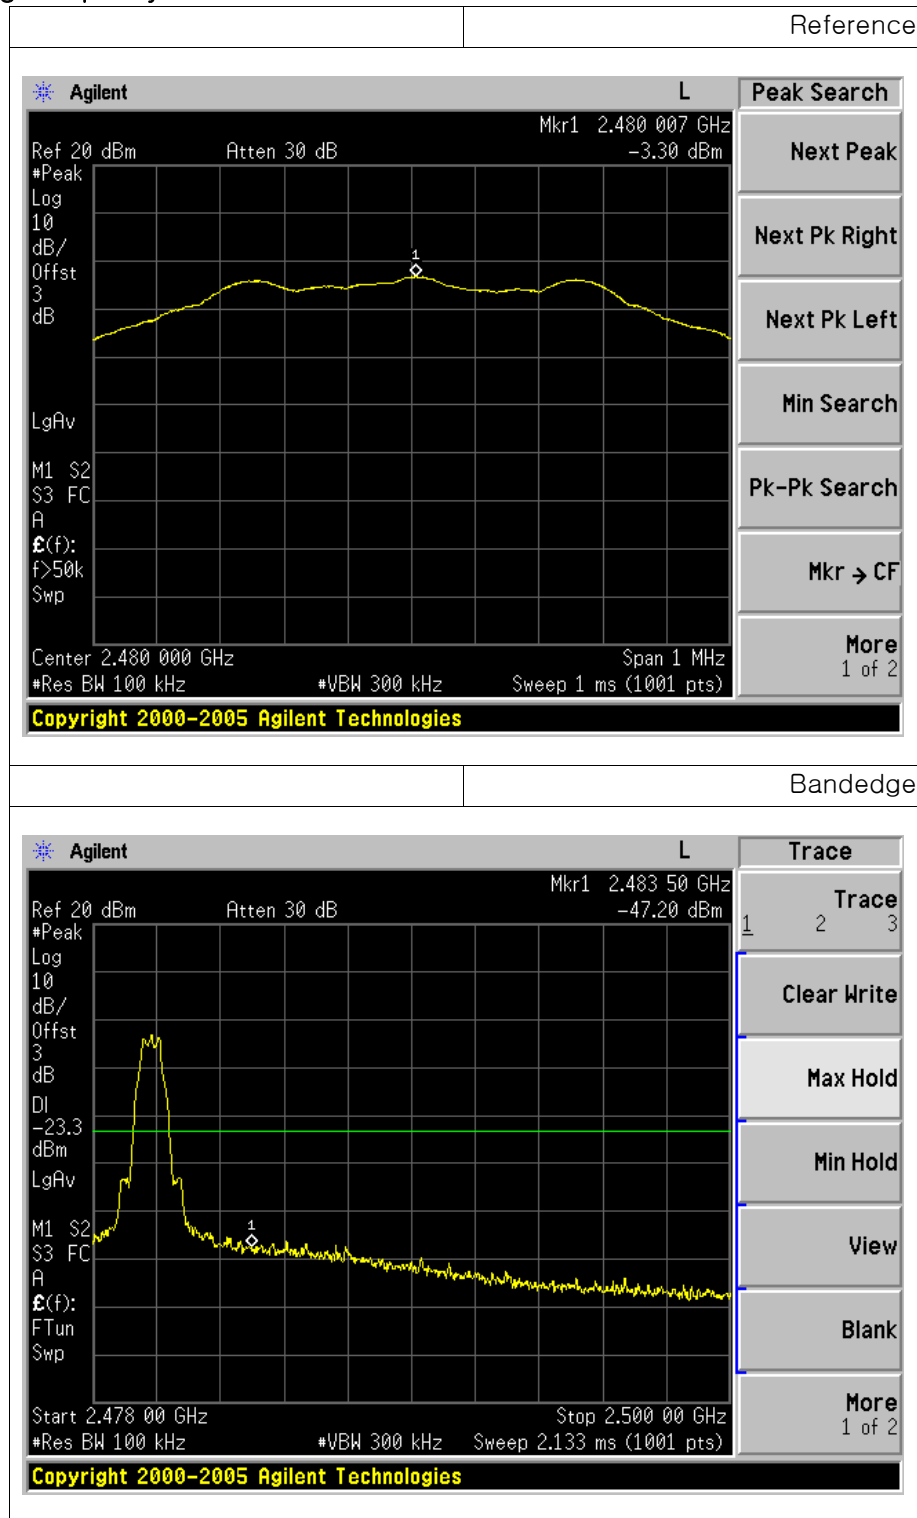 Reference
Agilent L Peak Search
Mkr1 2.480 007 GHz
Ref 20 dBm Atten 30 dB -3.30 dBm
#Peak
Log
10
dB/
Offst
3
dB
1
LgAv
M1 S2
S3 FC
A
£(f):
f>50k
Swp
Center 2.480 000 GHz Span 1 MHz
#Res BW 100 kHz #VBW 300 kHz Sweep 1 ms (1001 pts)
Copyright 2000-2005 Agilent Technologies
Next Peak
Next Pk Right
Next Pk Left
Min Search
Pk-Pk Search
Mkr → CF
More
1 of 2
Bandedge
Agilent L Trace
Mkr1 2.483 50 GHz
Ref 20 dBm Atten 30 dB -47.20 dBm
#Peak
Log
10
dB/
Offst
3
dB
DI
-23.3
dBm
LgAv
1
M1 S2
S3 FC
A
£(f):
FTun
Swp
Start 2.478 00 GHz Stop 2.500 00 GHz
#Res BW 100 kHz #VBW 300 kHz Sweep 2.133 ms (1001 pts)
Copyright 2000-2005 Agilent Technologies
Trace
1 2 3
Clear Write
Max Hold
Min Hold
View
Blank
More
1 of 2